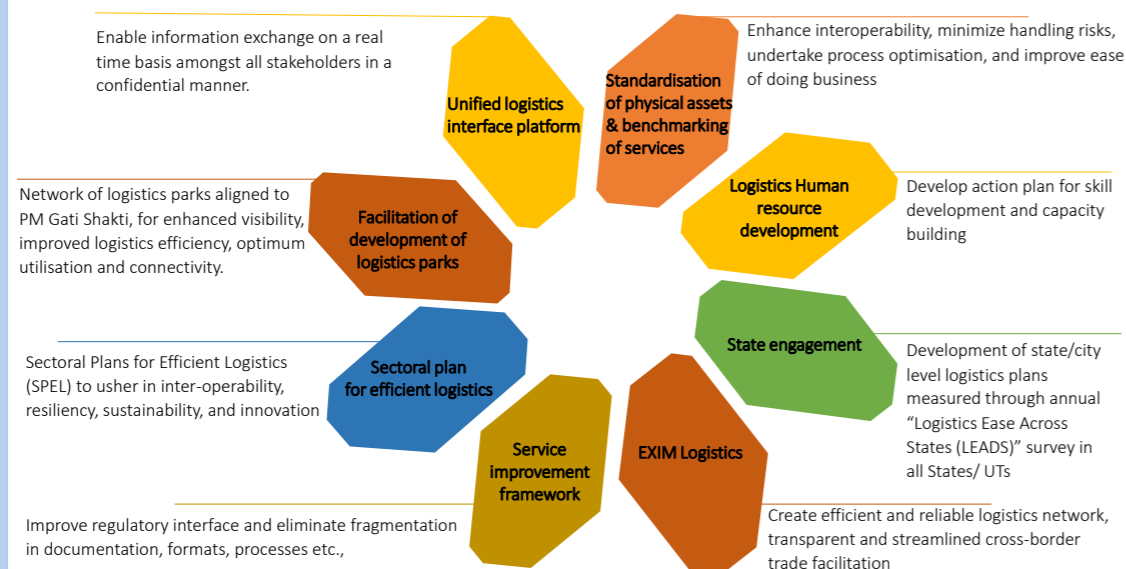 Enable information exchange on a real
time basis amongst all stakeholders in a
confidential manner.
Unified logistics
interface platform
Standardisation
of physical assets
& benchmarking
of services
Enhance interoperability, minimize handling risks,
undertake process optimisation, and improve ease
of doing business
Network of logistics parks aligned to
PM Gati Shakti, for enhanced visibility,
improved logistics efficiency, optimum
utilisation and connectivity.
Facilitation of
development of
logistics parks
Logistics Human
resource
development
Develop action plan for skill
development and capacity
building
Sectoral Plans for Efficient Logistics
(SPEL) to usher in inter-operability,
resiliency, sustainability, and innovation
Sectoral plan
for efficient logistics
State engagement
Development of state/city
level logistics plans
measured through annual
“Logistics Ease Across
States (LEADS)” survey in
all States/ UTs
Service
improvement
framework
EXIM Logistics
Improve regulatory interface and eliminate fragmentation
in documentation, formats, processes etc.,
Create efficient and reliable logistics network,
transparent and streamlined cross-border
trade facilitation